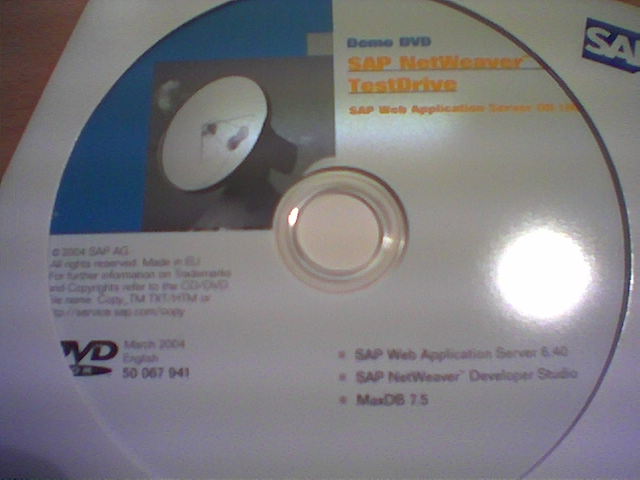 Demo DVD
SAP NetWeaver™
TestDrive
SAP Web Application Server
SAP
© 2004 SAP AG
All rights reserved. Made in EU
For further information on Trademarks
and Copyrights refer to the CD/DVD
file name: Copy_TM TXT/HTM or
http://service.sap.com/copy
DVD
March 2004
English
50 067 941
SAP Web Application Server 6.40
SAP NetWeaver™ Developer Studio
MaxDB 7.5